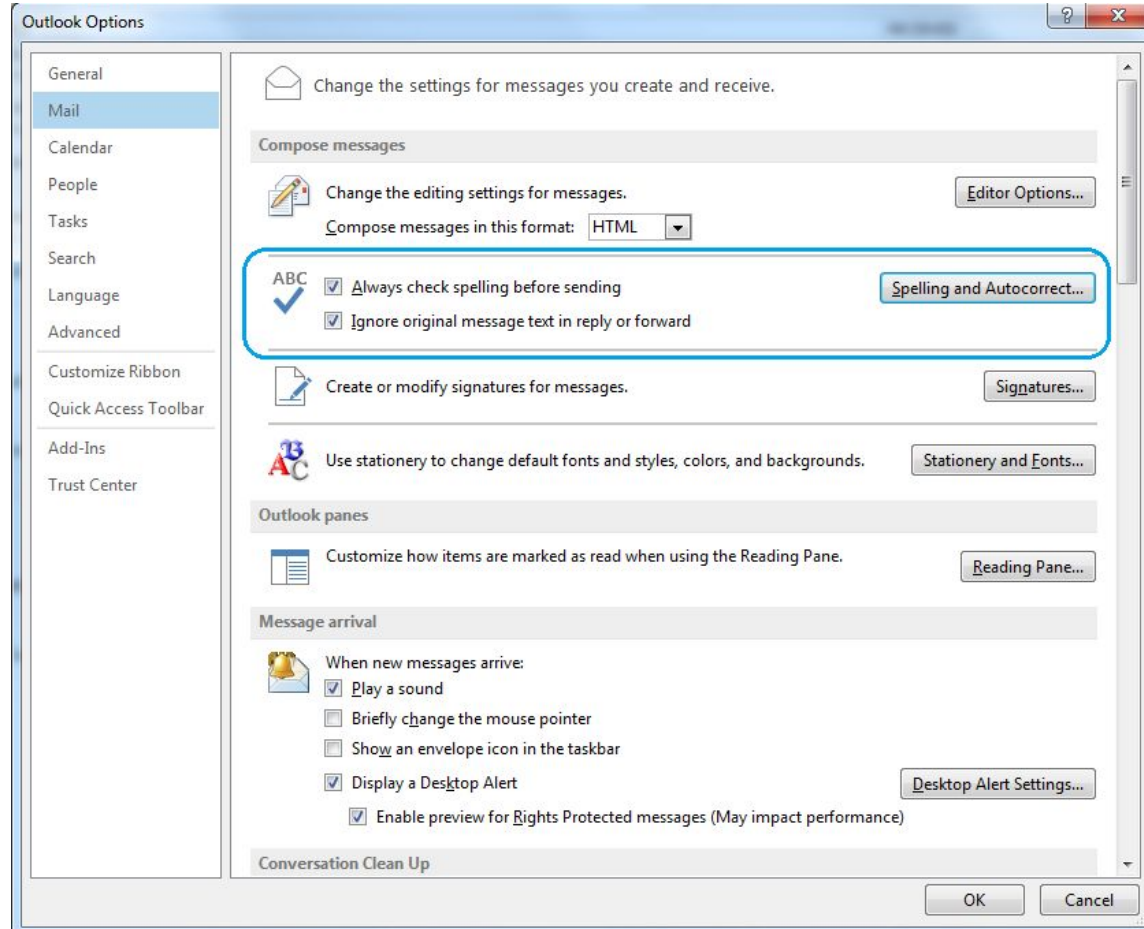 Outlook Options
General
Mail
Calendar
People
Tasks
Search
Language
Advanced
Customize Ribbon
Quick Access Toolbar
Add-Ins
Trust Center
Change the settings for messages you create and receive.
Compose messages
Change the editing settings for messages.
Editor Options...
Compose messages in this format: HTML
ABC
Always check spelling before sending
Spelling and Autocorrect...
Ignore original message text in reply or forward
Create or modify signatures for messages.
Signatures...
Use stationery to change default fonts and styles, colors, and backgrounds.
Stationery and Fonts...
Outlook panes
Customize how items are marked as read when using the Reading Pane.
Reading Pane...
Message arrival
When new messages arrive:
Play a sound
Briefly change the mouse pointer
Show an envelope icon in the taskbar
Display a Desktop Alert
Desktop Alert Settings...
Enable preview for Rights Protected messages (May impact performance)
Conversation Clean Up
OK
Cancel